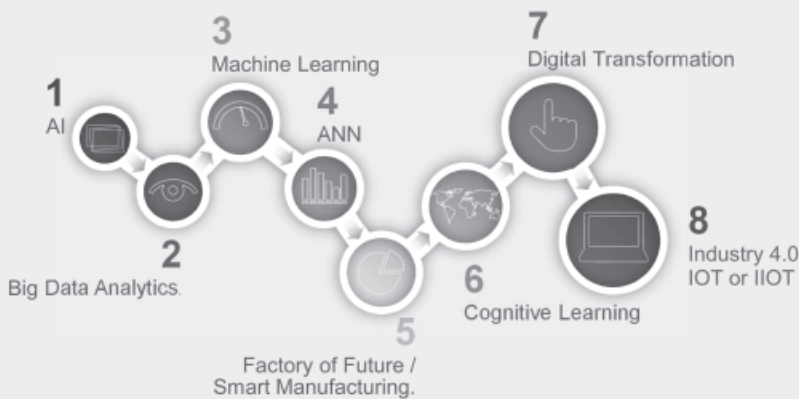 1
AI
2
Big Data Analytics.
3
Machine Learning
4
ANN
5
Factory of Future /
Smart Manufacturing.
6
Cognitive Learning
7
Digital Transformation
8
Industry 4.0
IOT or IIOT